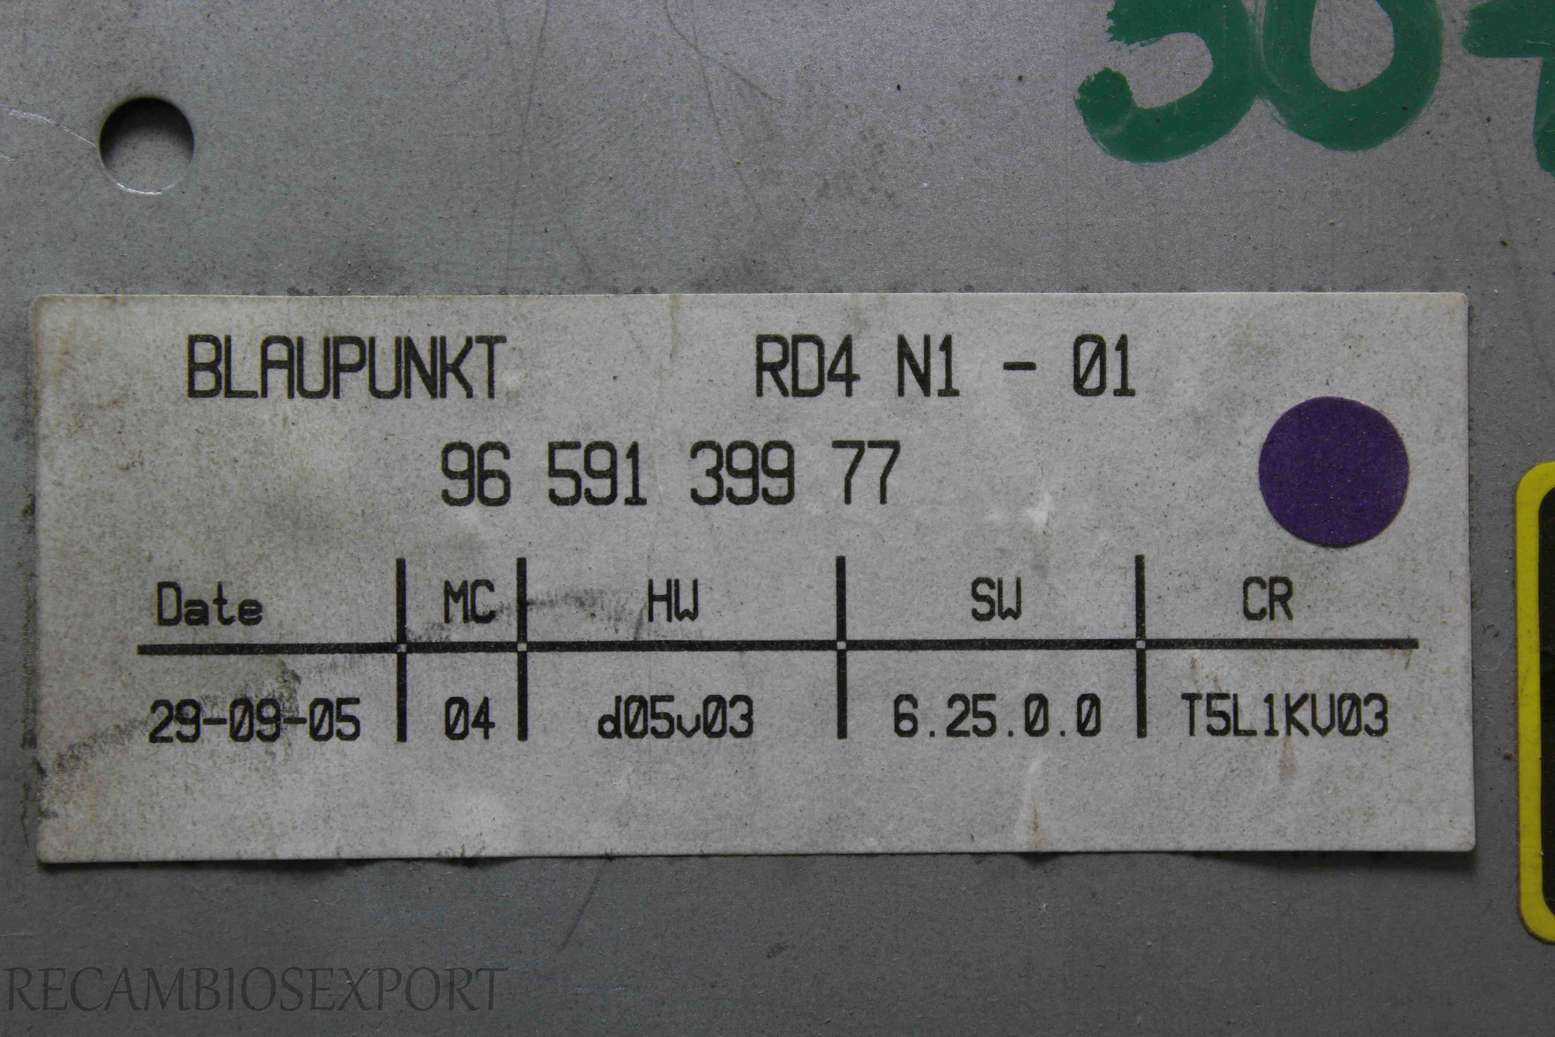 BLAUPUNKT RD4 N1 - 01
96 591 399 77
Date MC HW SW CR
29-09-05 04 d05v03 6.25.0.0 T5L1KV03
RECAMBIOSEXPORT